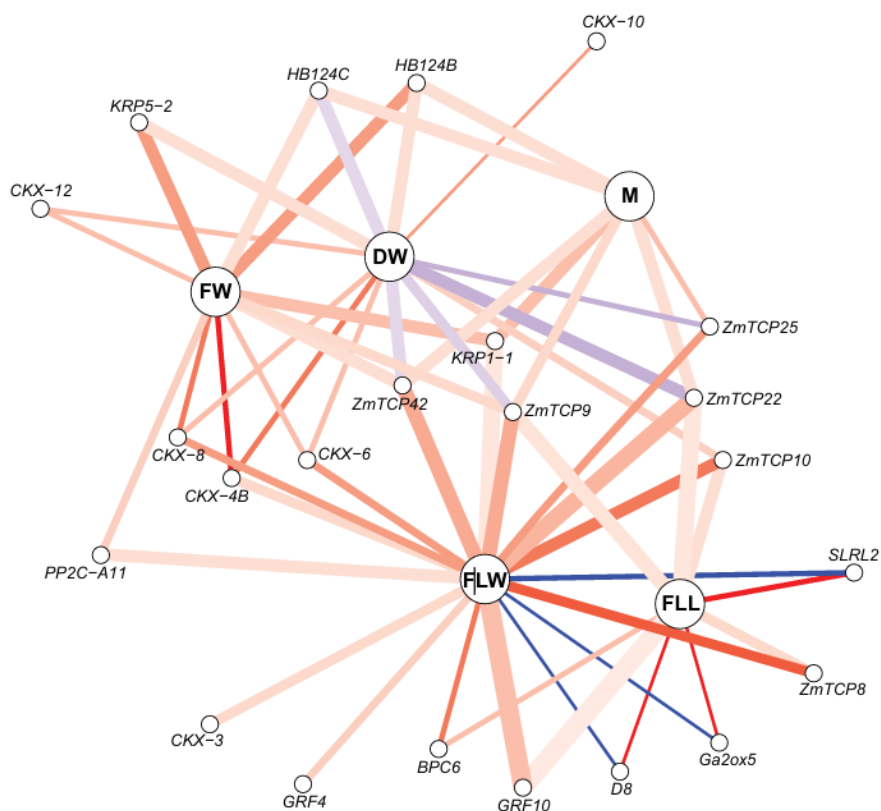 CKX−10
HB124B
HB124C
KRP5−2
CKX−12
M
DW
FW
ZmTCP25
KRP1−1
ZmTCP42
ZmTCP9
ZmTCP22
CKX−8
CKX−6
ZmTCP10
CKX−4B
PP2C−A11
SLRL2
FLW
FLL
ZmTCP8
CKX−3
BPC6
Ga2ox5
GRF4
GRF10
D8